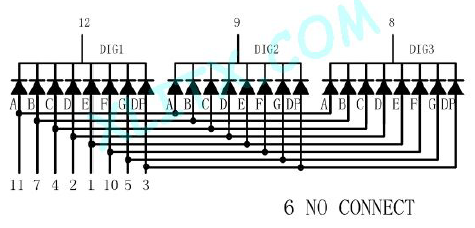 12 9 8
DIG1 DIG2 DIG3
A B C D E F G DP A B C D E F G DP A B C D E F G DP
11 7 4 2 1 10 5 3
6 NO CONNECT